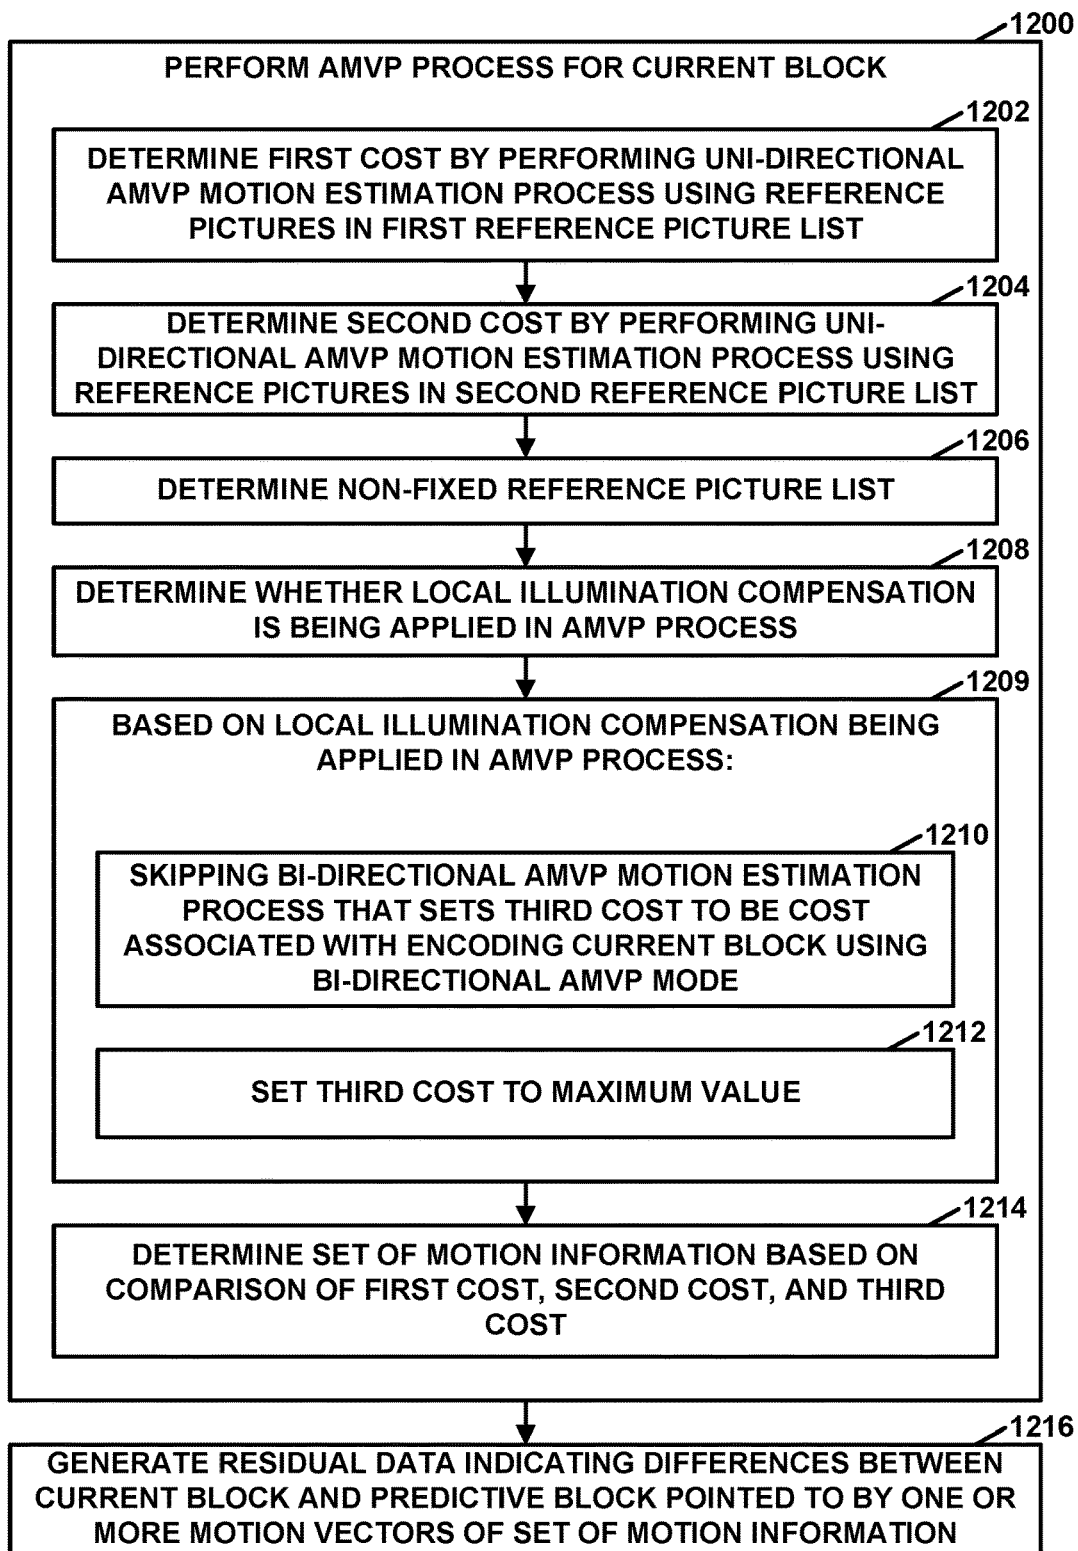 1200
PERFORM AMVP PROCESS FOR CURRENT BLOCK
1202
DETERMINE FIRST COST BY PERFORMING UNI-DIRECTIONAL
AMVP MOTION ESTIMATION PROCESS USING REFERENCE
PICTURES IN FIRST REFERENCE PICTURE LIST
1204
DETERMINE SECOND COST BY PERFORMING UNI-
DIRECTIONAL AMVP MOTION ESTIMATION PROCESS USING
REFERENCE PICTURES IN SECOND REFERENCE PICTURE LIST
1206
DETERMINE NON-FIXED REFERENCE PICTURE LIST
1208
DETERMINE WHETHER LOCAL ILLUMINATION COMPENSATION
IS BEING APPLIED IN AMVP PROCESS
1209
BASED ON LOCAL ILLUMINATION COMPENSATION BEING
APPLIED IN AMVP PROCESS:
1210
SKIPPING BI-DIRECTIONAL AMVP MOTION ESTIMATION
PROCESS THAT SETS THIRD COST TO BE COST
ASSOCIATED WITH ENCODING CURRENT BLOCK USING
BI-DIRECTIONAL AMVP MODE
1212
SET THIRD COST TO MAXIMUM VALUE
1214
DETERMINE SET OF MOTION INFORMATION BASED ON
COMPARISON OF FIRST COST, SECOND COST, AND THIRD
COST
1216
GENERATE RESIDUAL DATA INDICATING DIFFERENCES BETWEEN
CURRENT BLOCK AND PREDICTIVE BLOCK POINTED TO BY ONE OR
MORE MOTION VECTORS OF SET OF MOTION INFORMATION